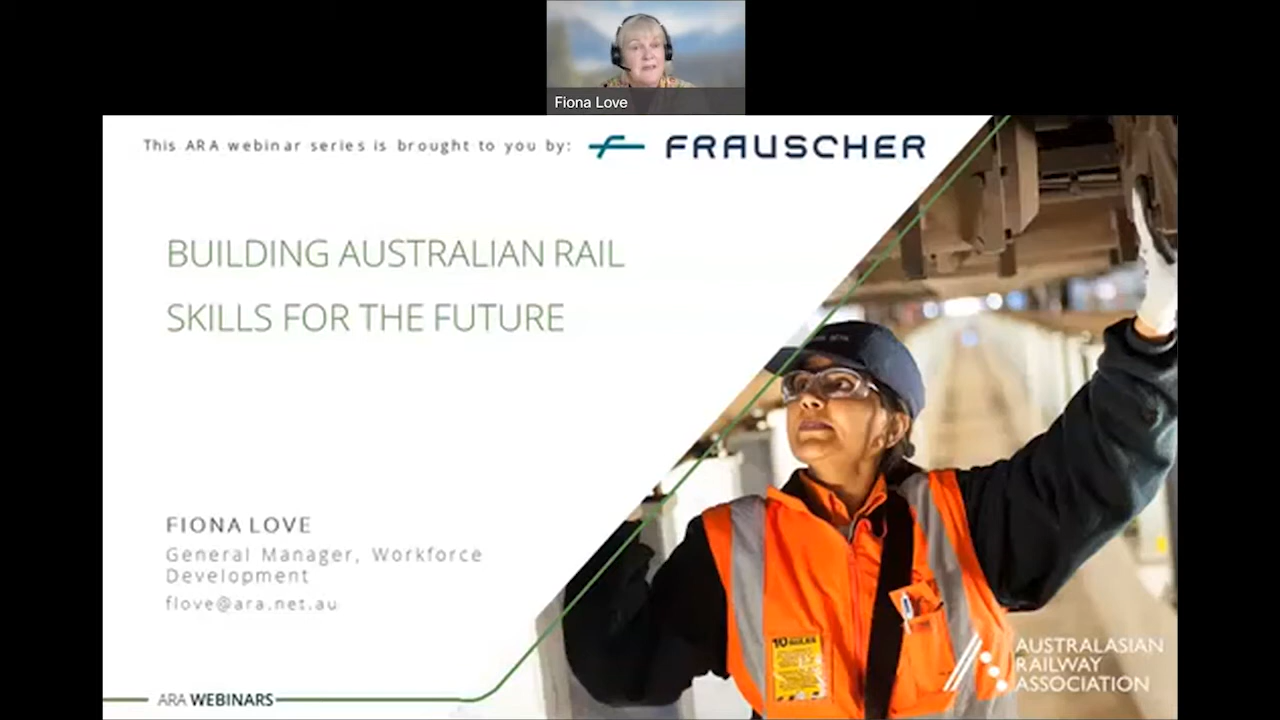 Fiona Love
This ARA webinar series is brought to you by:
FRAUSCHER
BUILDING AUSTRALIAN RAIL
SKILLS FOR THE FUTURE
FIONA LOVE
General Manager, Workforce
Development
flove@ara.net.au
ARA WEBINARS
AUSTRALASIAN
RAILWAY
ASSOCIATION